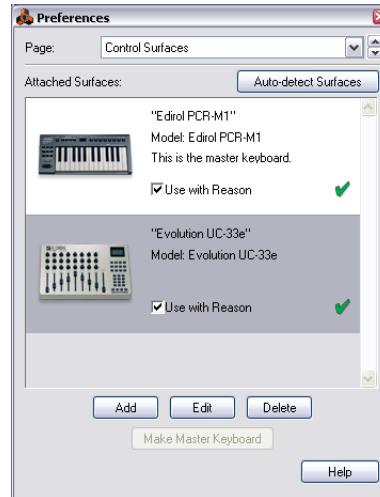 Preferences
Page: Control Surfaces
Attached Surfaces: Auto-detect Surfaces
"Edirol PCR-M1"
Model: Edirol PCR-M1
This is the master keyboard.
Use with Reason
"Evolution UC-33e"
Model: Evolution UC-33e
Use with Reason
Add Edit Delete
Make Master Keyboard
Help